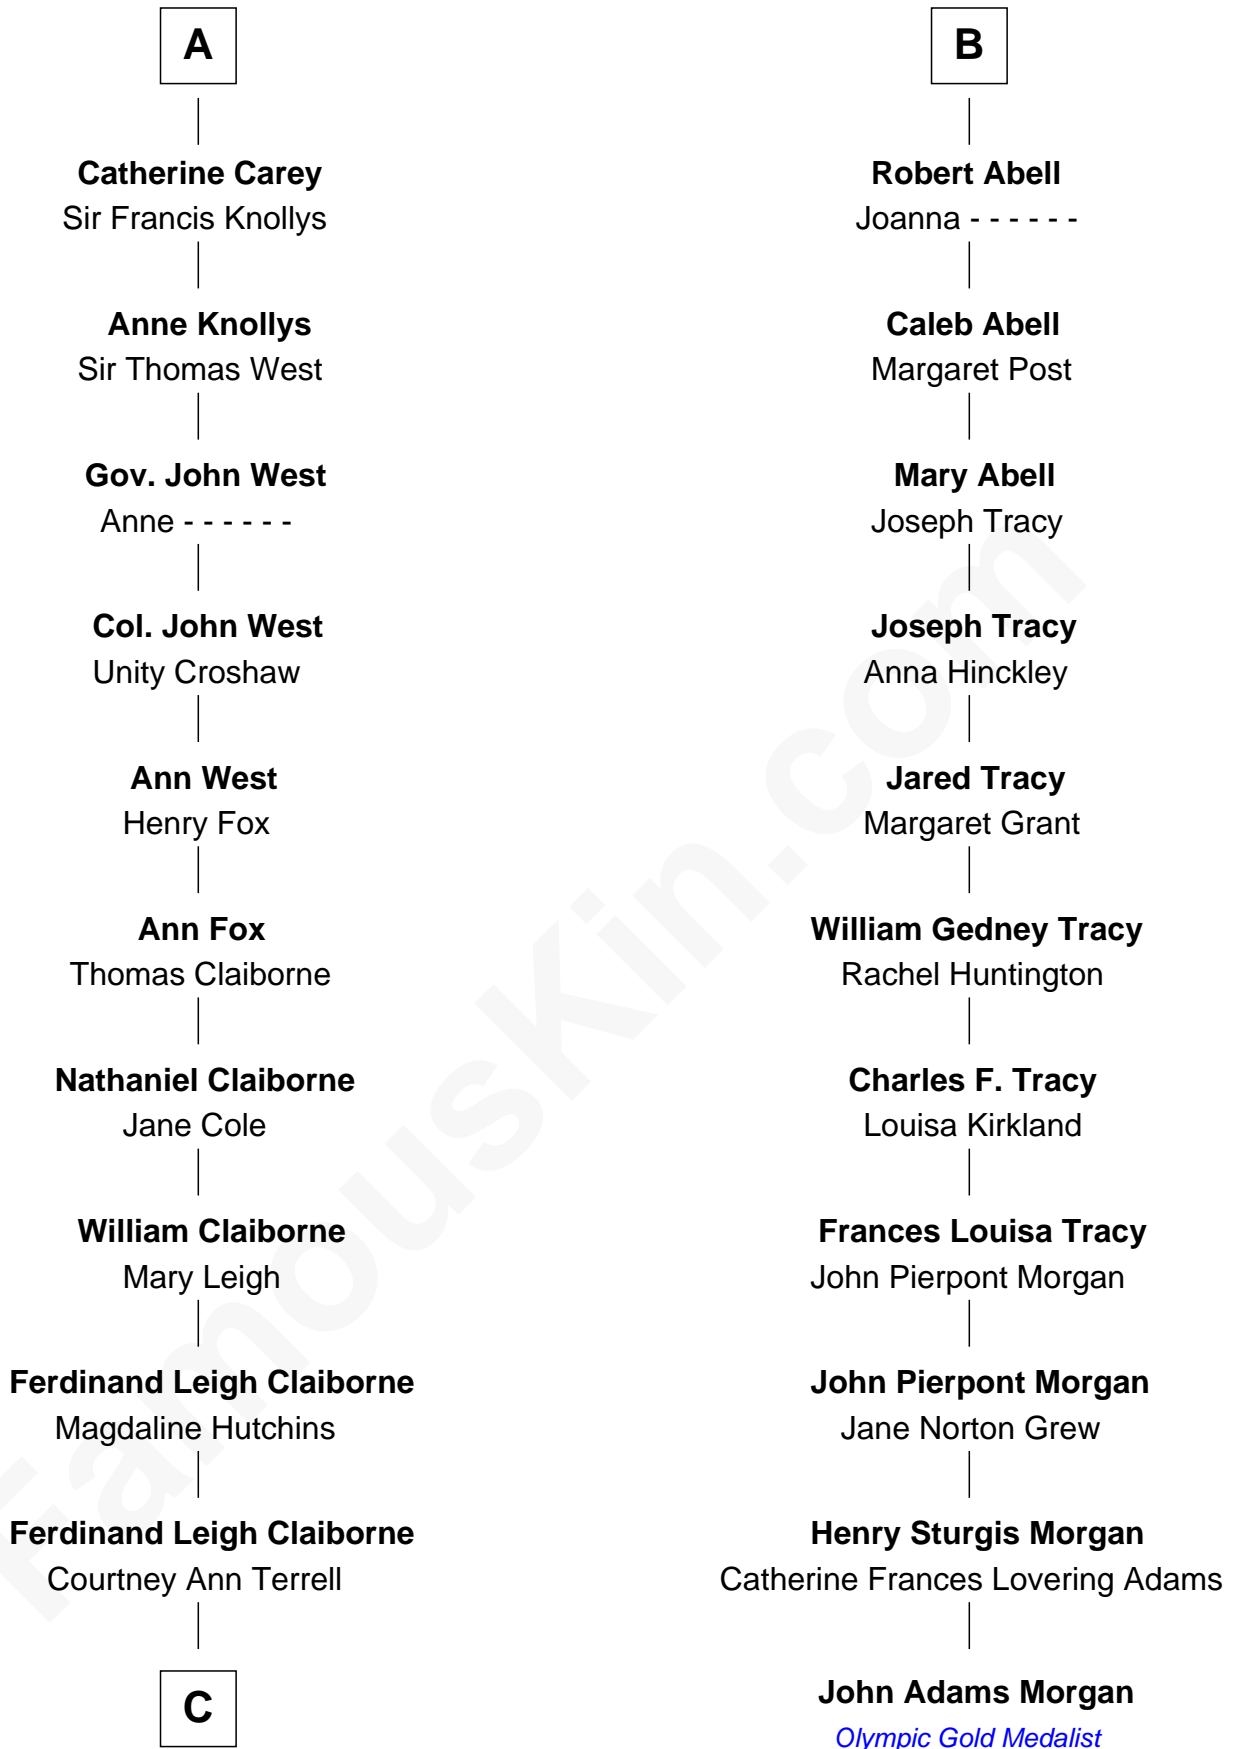 A
Catherine Carey
Sir Francis Knollys
Anne Knollys
Sir Thomas West
Gov. John West
Anne - - - - - -
Col. John West
Unity Croshaw
Ann West
Henry Fox
Ann Fox
Thomas Claiborne
Nathaniel Claiborne
Jane Cole
William Claiborne
Mary Leigh
Ferdinand Leigh Claiborne
Magdaline Hutchins
Ferdinand Leigh Claiborne
Courtney Ann Terrell
C
B
Robert Abell
Joanna - - - - - -
Caleb Abell
Margaret Post
Mary Abell
Joseph Tracy
Joseph Tracy
Anna Hinckley
Jared Tracy
Margaret Grant
William Gedney Tracy
Rachel Huntington
Charles F. Tracy
Louisa Kirkland
Frances Louisa Tracy
John Pierpont Morgan
John Pierpont Morgan
Jane Norton Grew
Henry Sturgis Morgan
Catherine Frances Lovering Adams
John Adams Morgan
Olympic Gold Medalist
FamousKin.com